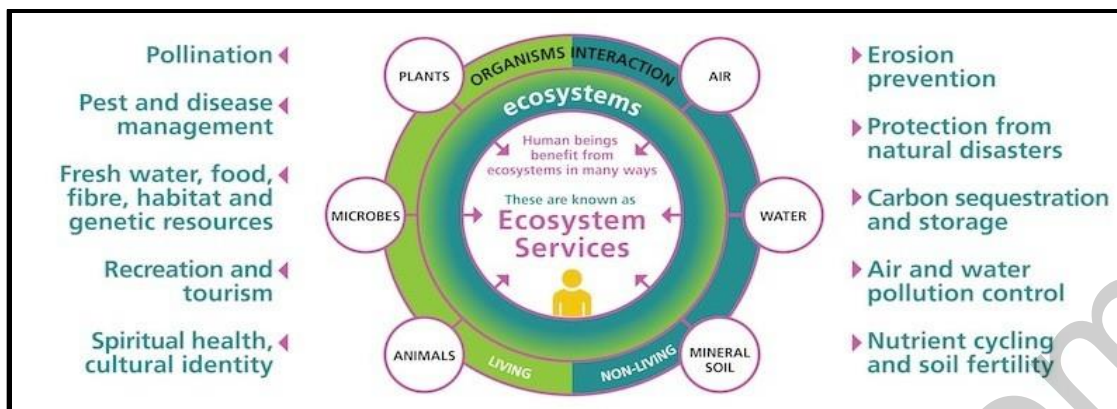 Pollination
Pest and disease
management
Fresh water, food,
fibre, habitat and
genetic resources
Recreation and
tourism
Spiritual health,
cultural identity
PLANTS
MICROBES
ANIMALS
ORGANISMS INTERACTION
ecosystems
Human beings
benefit from
ecosystems in many ways
These are known as
Ecosystem
Services
LIVING
NON-LIVING
AIR
WATER
MINERAL
SOIL
Erosion
prevention
Protection from
natural disasters
Carbon sequestration
and storage
Air and water
pollution control
Nutrient cycling
and soil fertility